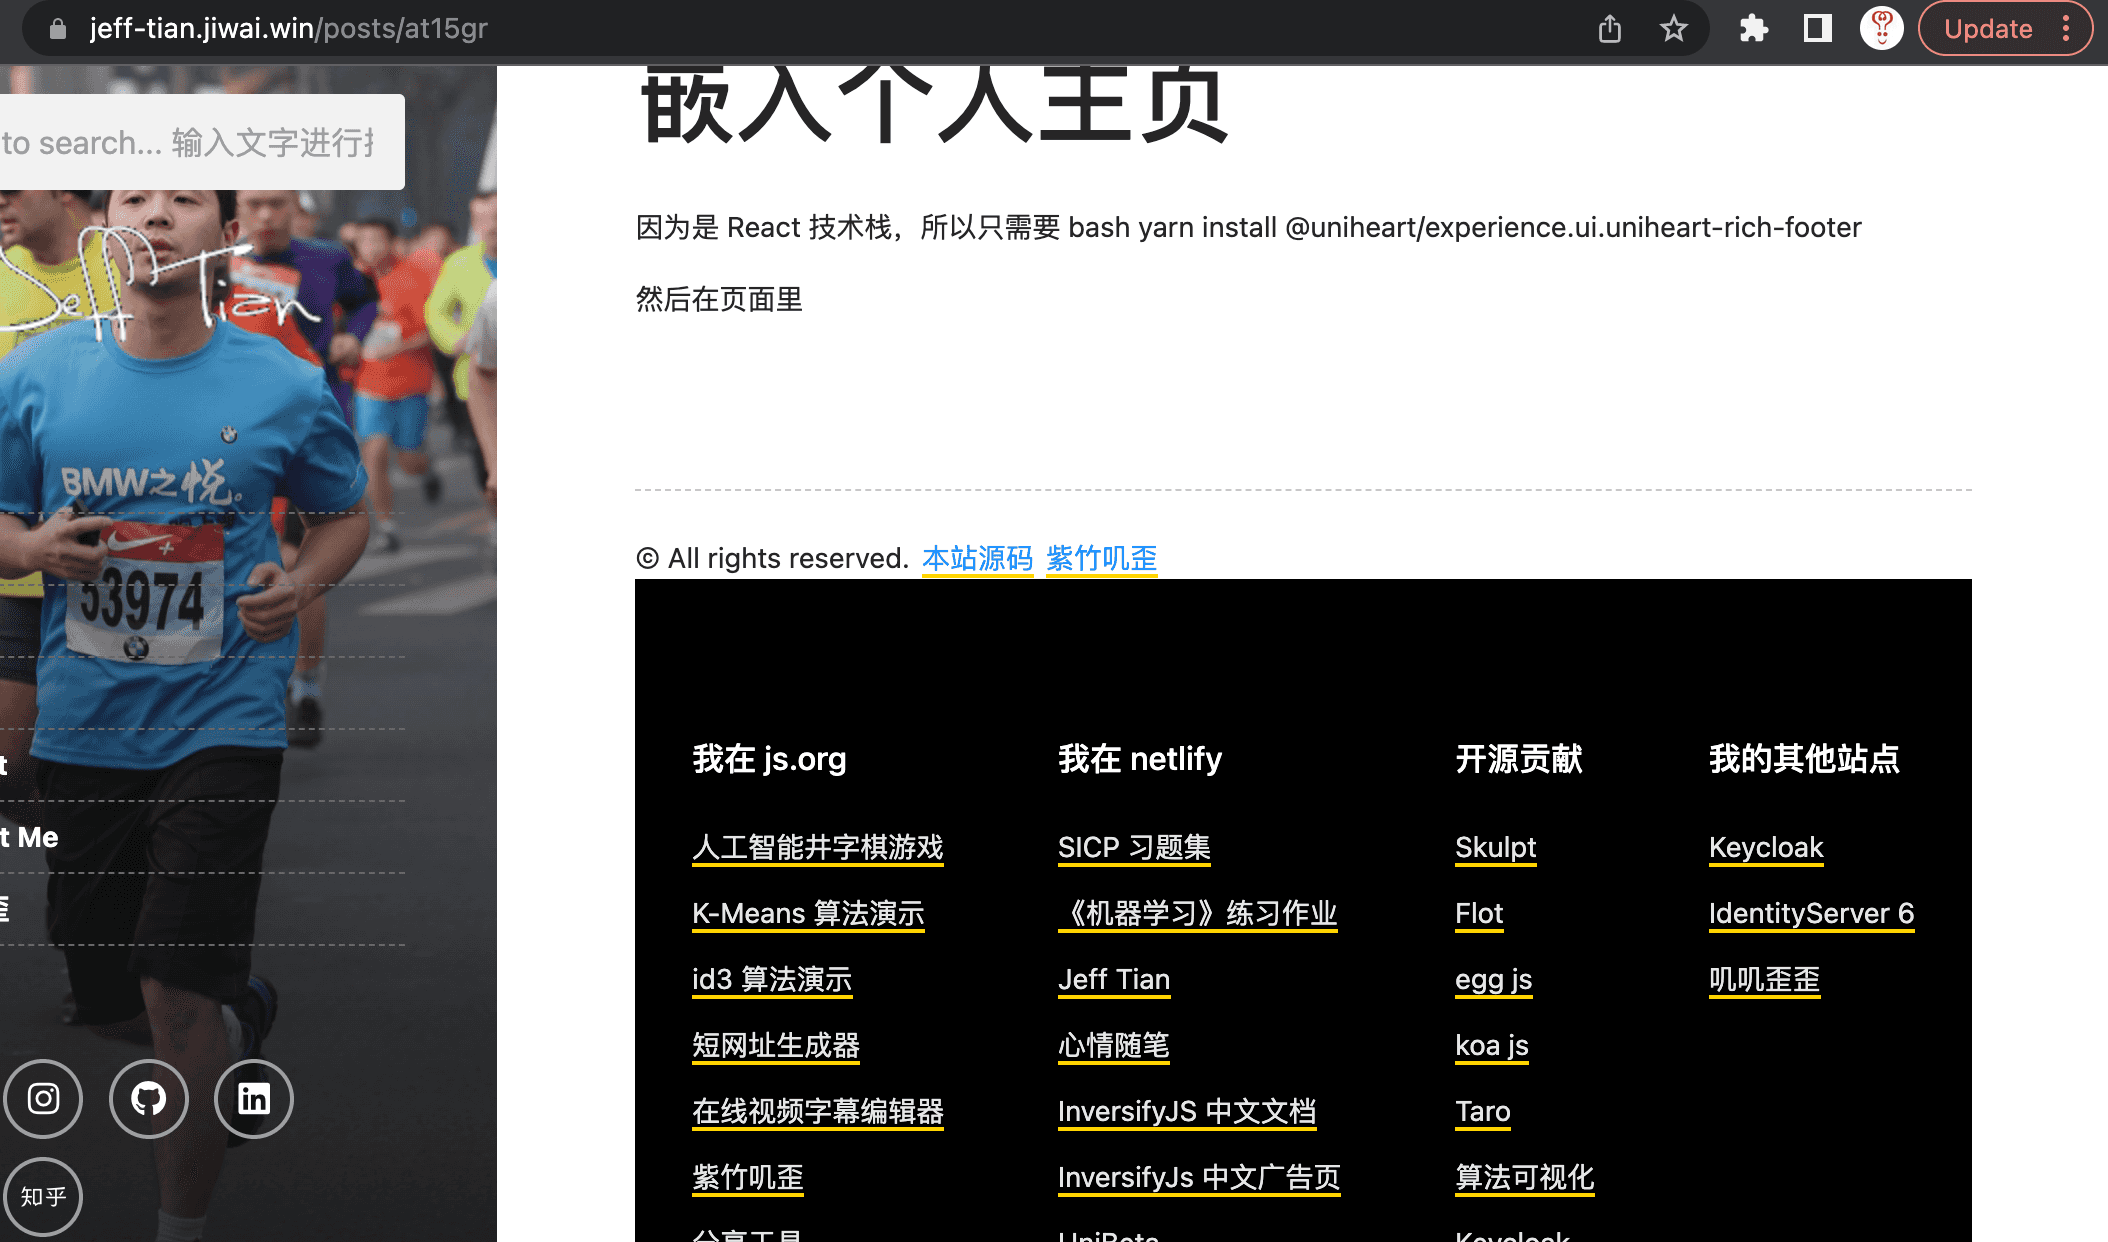 jeff-tian.jiwai.win/posts/at15gr
Update
to search... 输入文字进行
Jeff Tian
BMW之悦。
53974
t
t Me
歪
知乎
嵌入个人主页
因为是 React 技术栈，所以只需要 bash yarn install @uniheart/experience.ui.uniheart-rich-footer
然后在页面里
© All rights reserved. 本站源码 紫竹叽歪
我在 js.org
人工智能井字棋游戏
K-Means 算法演示
id3 算法演示
短网址生成器
在线视频字幕编辑器
紫竹叽歪
分享工具
我在 netlify
SICP 习题集
《机器学习》练习作业
Jeff Tian
心情随笔
InversifyJS 中文文档
InversifyJs 中文广告页
UniBeta
开源贡献
Skulpt
Flot
egg js
koa js
Taro
算法可视化
Keycloak
我的其他站点
Keycloak
IdentityServer 6
叽叽歪歪